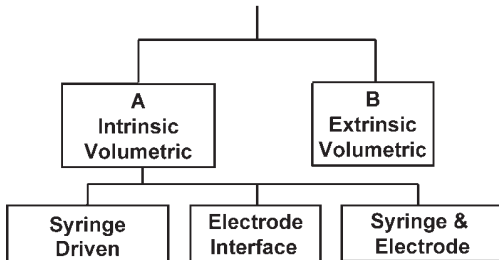 A
Intrinsic
Volumetric
B
Extrinsic
Volumetric
Syringe
Driven
Electrode
Interface
Syringe &
Electrode